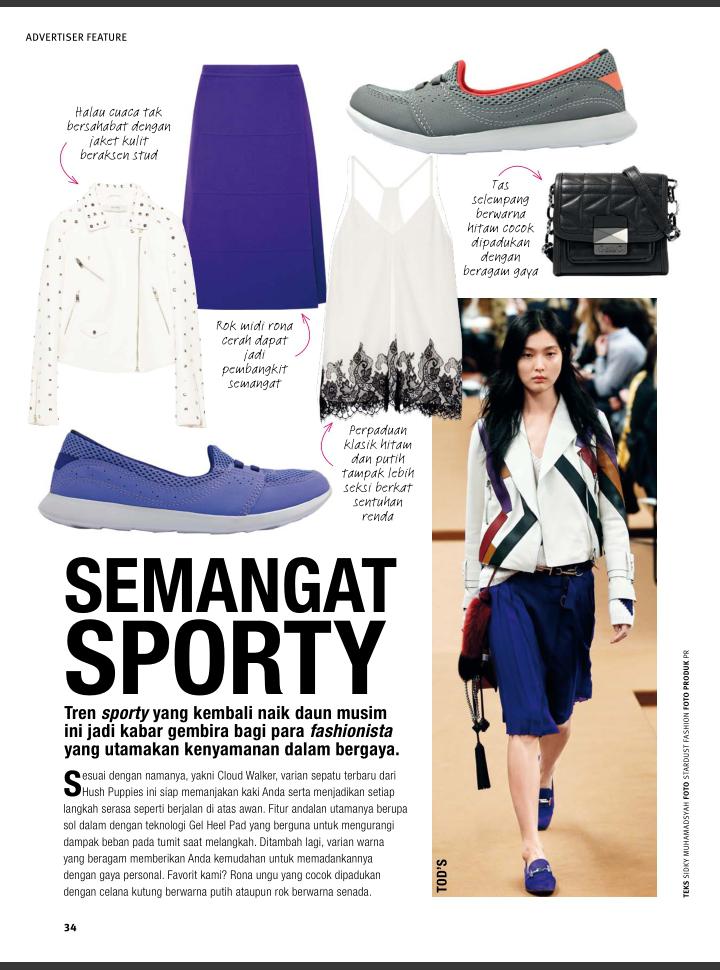 ADVERTISER FEATURE
Halau cuaca tak
bersahabat dengan
jaket kulit
beraksen stud
Tas
selempang
berwarna
hitam cocok
dipadukan
dengan
beragam gaya
Rok midi rona
cerah dapat
jadi
pembangkit
semangat
Perpaduan
klasik hitam
dan putih
tampak lebih
seksi berkat
sentuhan
renda
SEMANGAT
SPORTY
Tren sporty yang kembali naik daun musim
ini jadi kabar gembira bagi para fashionista
yang utamakan kenyamanan dalam bergaya.
Sesuai dengan namanya, yakni Cloud Walker, varian sepatu terbaru dari
Hush Puppies ini siap memanjakan kaki Anda serta menjadikan setiap
langkah serasa seperti berjalan di atas awan. Fitur andalan utamanya berupa
sol dalam dengan teknologi Gel Heel Pad yang berguna untuk mengurangi
dampak beban pada tumit saat melangkah. Ditambah lagi, varian warna
yang beragam memberikan Anda kemudahan untuk memadankannya
dengan gaya personal. Favorit kami? Rona ungu yang cocok dipadukan
dengan celana kutung berwarna putih ataupun rok berwarna senada.
TOD'S
TEKS SIDKY MUHAMADSYAH FOTO STARDUST FASHION FOTO PRODUK PR
34